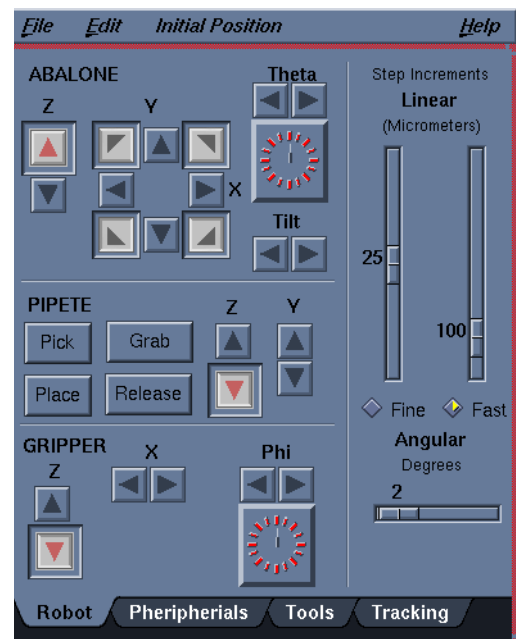 File Edit Initial Position Help
ABALONE
Theta
Z
Y
X
Tilt
Step Increments
Linear
(Micrometers)
25
100
Fine Fast
Angular
Degrees
2
PIPETE
Z
Y
Pick
Grab
Place
Release
GRIPPER
Z
X
Phi
Robot Pheripherials Tools Tracking